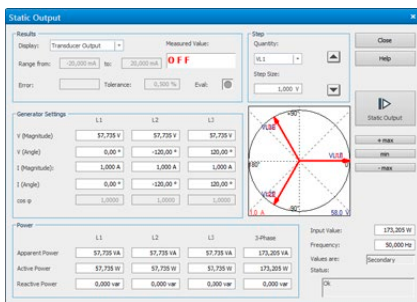 Static Output
Results
Display: Transducer Output
Measured Value:
Range from: -20,000 mA to: 20,000 mA OFF
Error: Tolerance: 0,300 % Eval:
Step
Quantity:
VL1
Step Size:
1,000 V
Close
Help
Static Output
+ max
min
- max
Generator Settings
L1 L2 L3
V (Magnitude) 57,735 V 57,735 V 57,735 V
V (Angle) 0,00 ° -120,00 ° 120,00 °
I (Magnitude): 1,000 A 1,000 A 1,000 A
I (Angle) 0,00 ° -120,00 ° 120,00 °
cos φ 1,0000 1,0000 1,0000
+90°
180°
0°
-90°
1,0 A 58,0 V
Power
L1 L2 L3 3-Phase
Apparent Power 57,735 VA 57,735 VA 57,735 VA 173,205 VA
Active Power 57,735 W 57,735 W 57,735 W 173,205 W
Reactive Power 0,000 var 0,000 var 0,000 var 0,000 var
Input Value: 173,205 W
Frequency: 50,000 Hz
Values are: Secondary
Status:
Ok